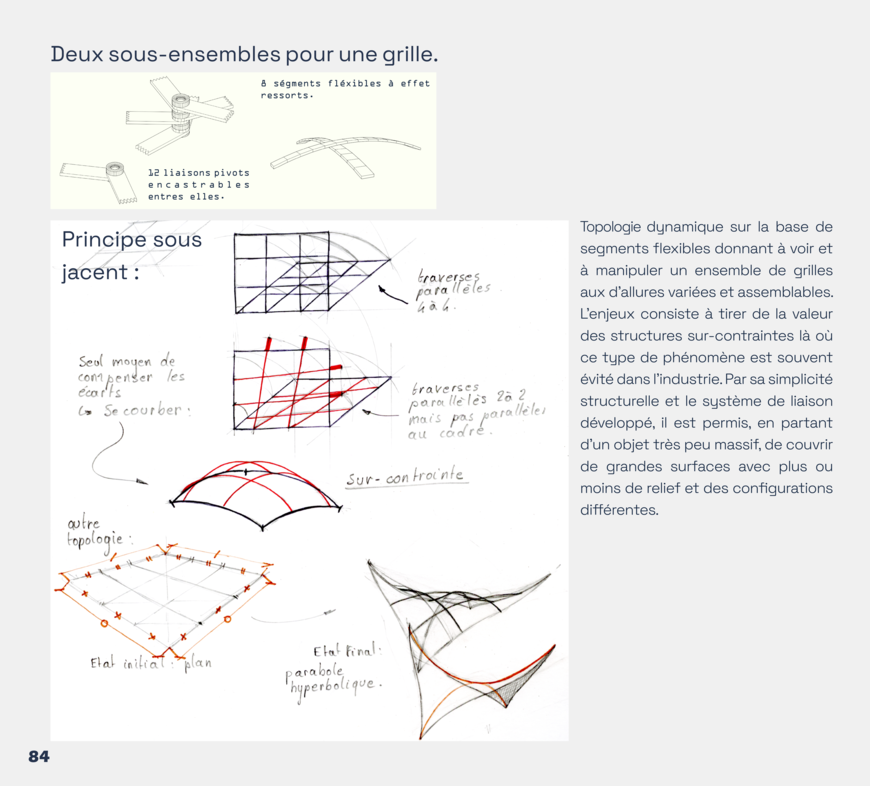 Deux sous-ensembles pour une grille.
8 ségments fléxibles à effet
ressorts.
12 liaisons pivots
encastrables
entres elles.
Principe sous
jacent :
traverses
parallèles
4 à 4.
Seul moyen de
compenser les
écarts
↳ Se courber :
traverses
parallèlés 2 à 2
mais pas parallèles
au cadre.
Sur-contrainte
autre
topologie :
Etat initial : plan
Etat Final :
parabole
hyperbolique.
Topologie dynamique sur la base de
segments flexibles donnant à voir et
à manipuler un ensemble de grilles
aux d'allures variées et assemblables.
L'enjeux consiste à tirer de la valeur
des structures sur-contraintes là où
ce type de phénomène est souvent
évité dans l'industrie. Par sa simplicité
structurelle et le système de liaison
développé, il est permis, en partant
d'un objet très peu massif, de couvrir
de grandes surfaces avec plus ou
moins de relief et des configurations
différentes.
84